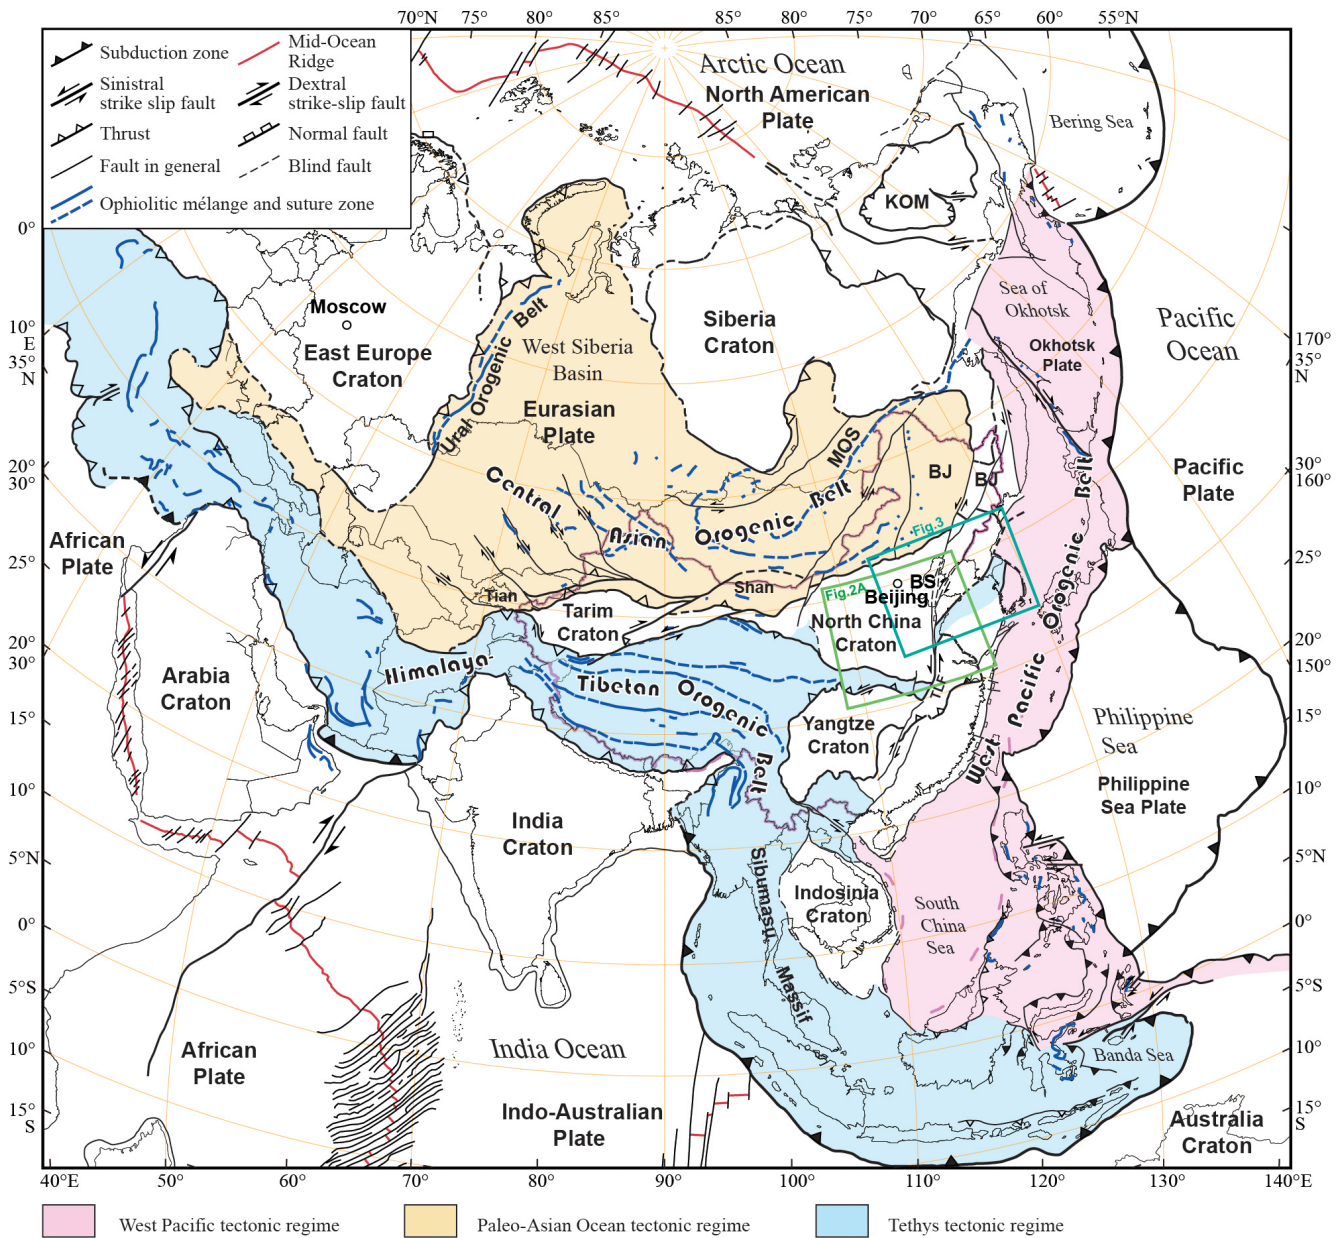 70°N 75° 80° 85° 85° 80° 75° 70° 65° 60° 55°N
Subduction zone
Mid-Ocean
Ridge
Sinistral
strike slip fault
Dextral
strike-slip fault
Thrust
Normal fault
Fault in general
Blind fault
Ophiolitic mélange and suture zone
Arctic Ocean
North American
Plate
Bering Sea
KOM
0°
10°
E
35°
N
20°
30°
25°
20°
30°
15°
10°
5°N
0°
5°S
10°
15°
S
Moscow
East Europe
Craton
Ural Orogenic Belt
West Siberia
Basin
Eurasian
Plate
Siberia
Craton
Sea of
Okhotsk
Okhotsk
Plate
Pacific
Ocean
Pacific
Plate
170°
35°
N
30°
160°
25°
20°
150°
15°
10°
5°N
0°
5°S
10°
15°
S
MOS
BJ
BJ
Central Asian Orogenic Belt
African
Plate
Fig.3
Fig.2A
BS
Beijing
North China
Craton
Tian
Shan
Tarim
Craton
Arabia
Craton
Himalaya-
Tibetan Orogenic Belt
Yangtze
Craton
West Pacific Orogenic Belt
Philippine
Sea
Philippine
Sea Plate
India
Craton
Sibumasu
Massif
Indosinia
Craton
South
China
Sea
African
Plate
India Ocean
Indo-Australian
Plate
Banda Sea
Australia
Craton
40°E 50° 60° 70° 80° 90° 100° 110° 120° 130° 140°E
West Pacific tectonic regime
Paleo-Asian Ocean tectonic regime
Tethys tectonic regime